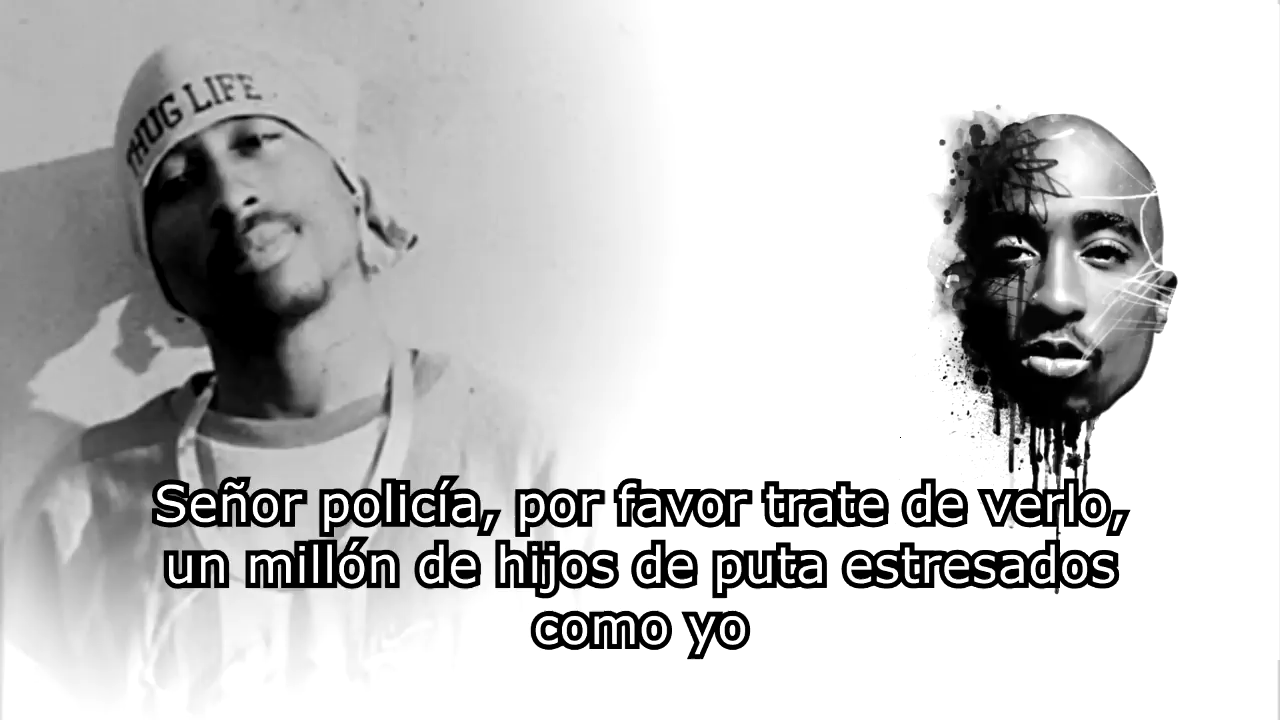 THUG LIFE
Señor policía, por favor trate de verlo,
un millón de hijos de puta estresados
como yo